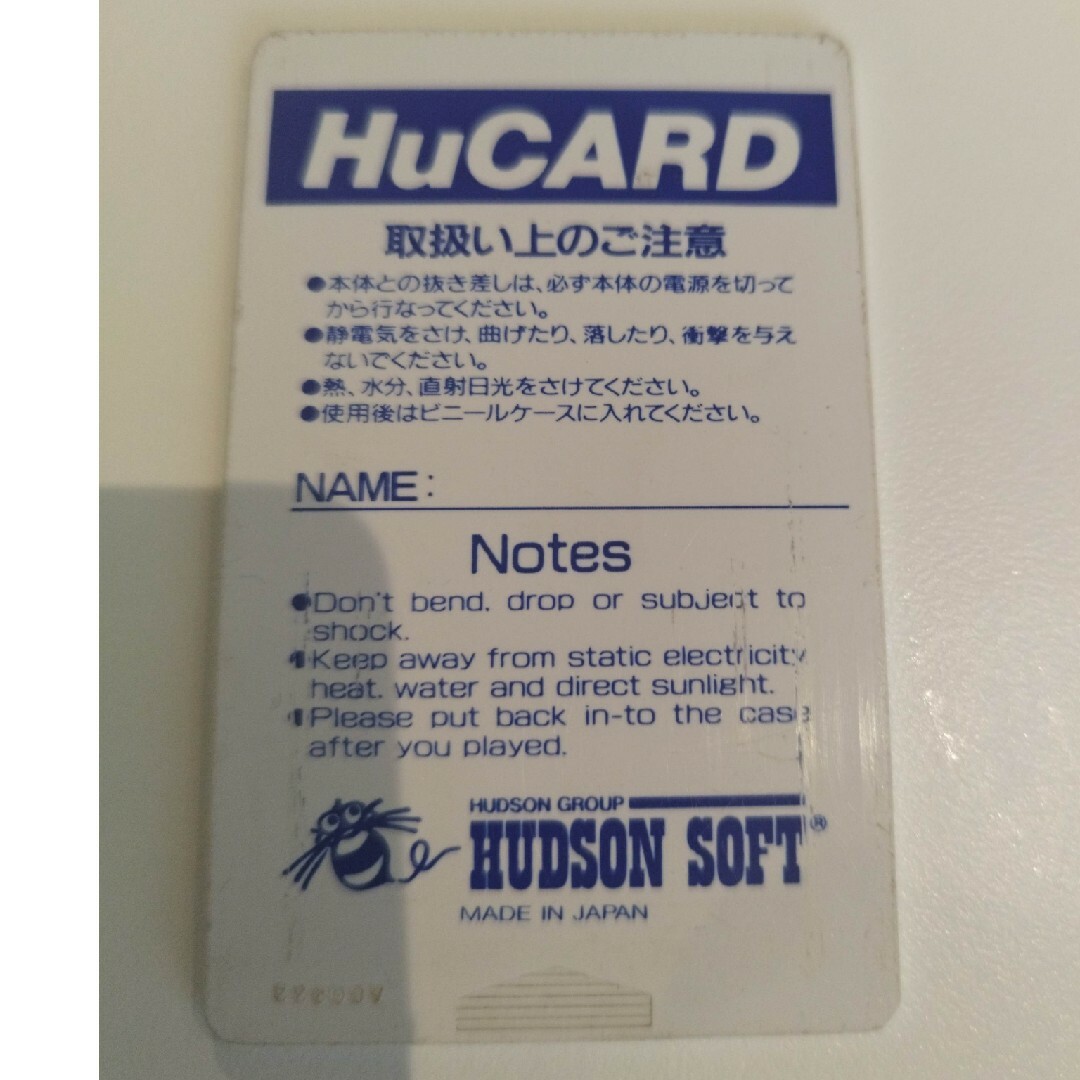 HuCARD
取扱い上のご注意
●本体との抜き差しは、必ず本体の電源を切って
から行なってください。
●静電気をさけ、曲げたり、落したり、衝撃を与え
ないでください。
●熱、水分、直射日光をさけてください。
●使用後はビニールケースに入れてください。
NAME:
Notes
●Don't bend. drop or subject to
shock.
●Keep away from static electricity
heat. water and direct sunlight.
●Please put back in-to the case
after you played.
HUDSON GROUP
HUDSON SOFT®
MADE IN JAPAN